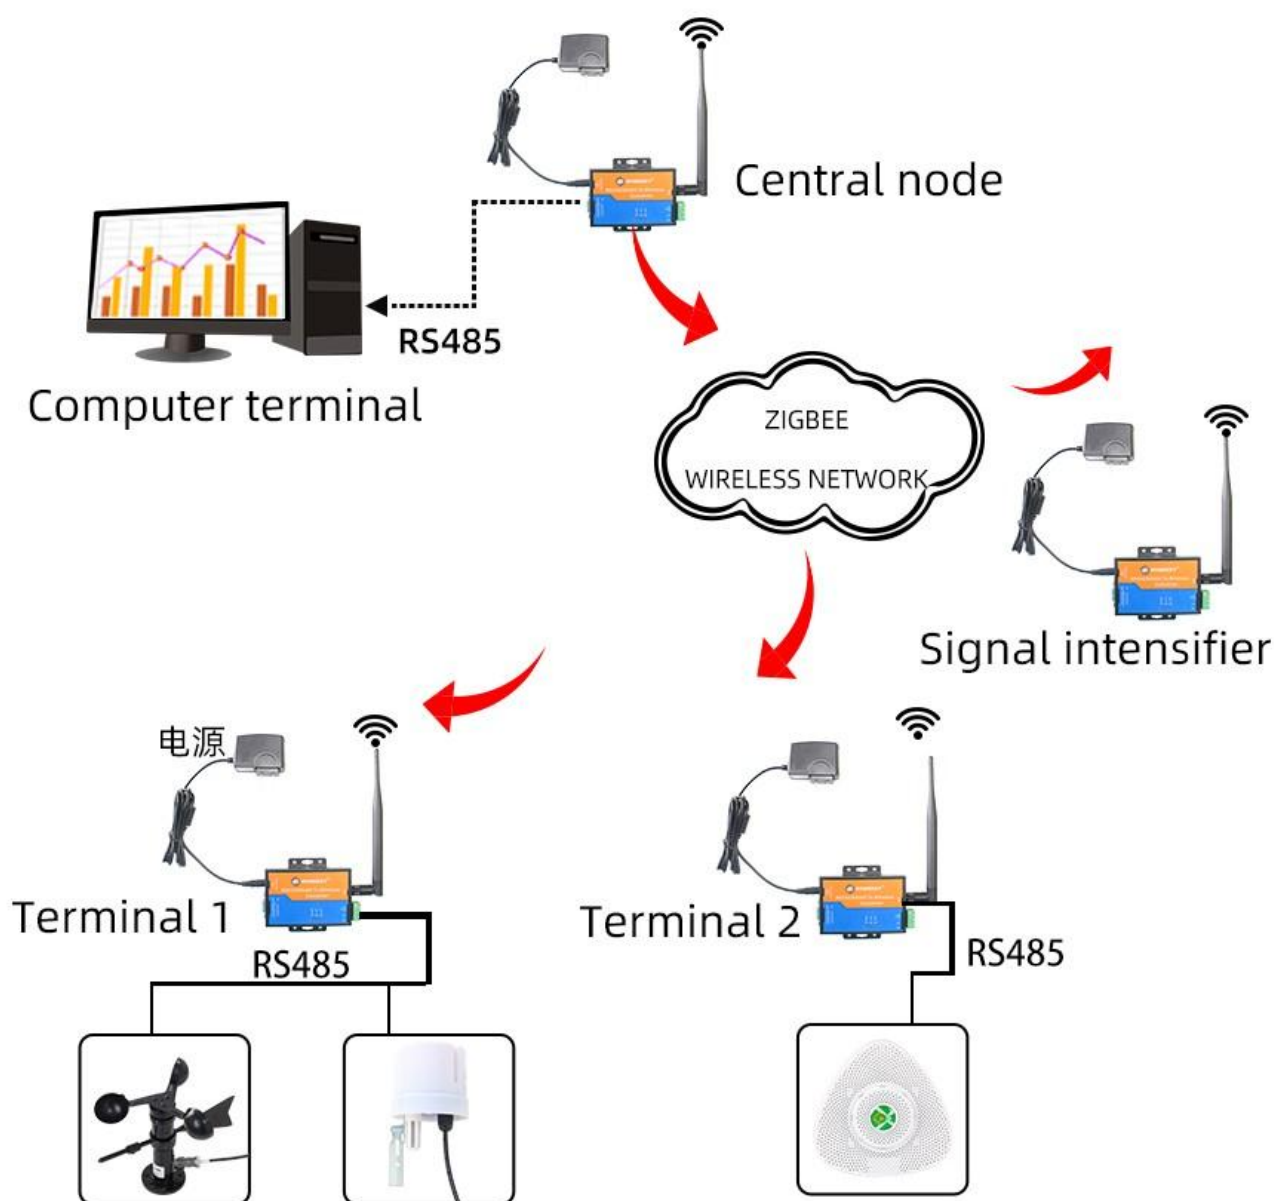 Central node
RS485
Computer terminal
ZIGBEE
WIRELESS NETWORK
Signal intensifier
电源
Terminal 1
RS485
Terminal 2
RS485